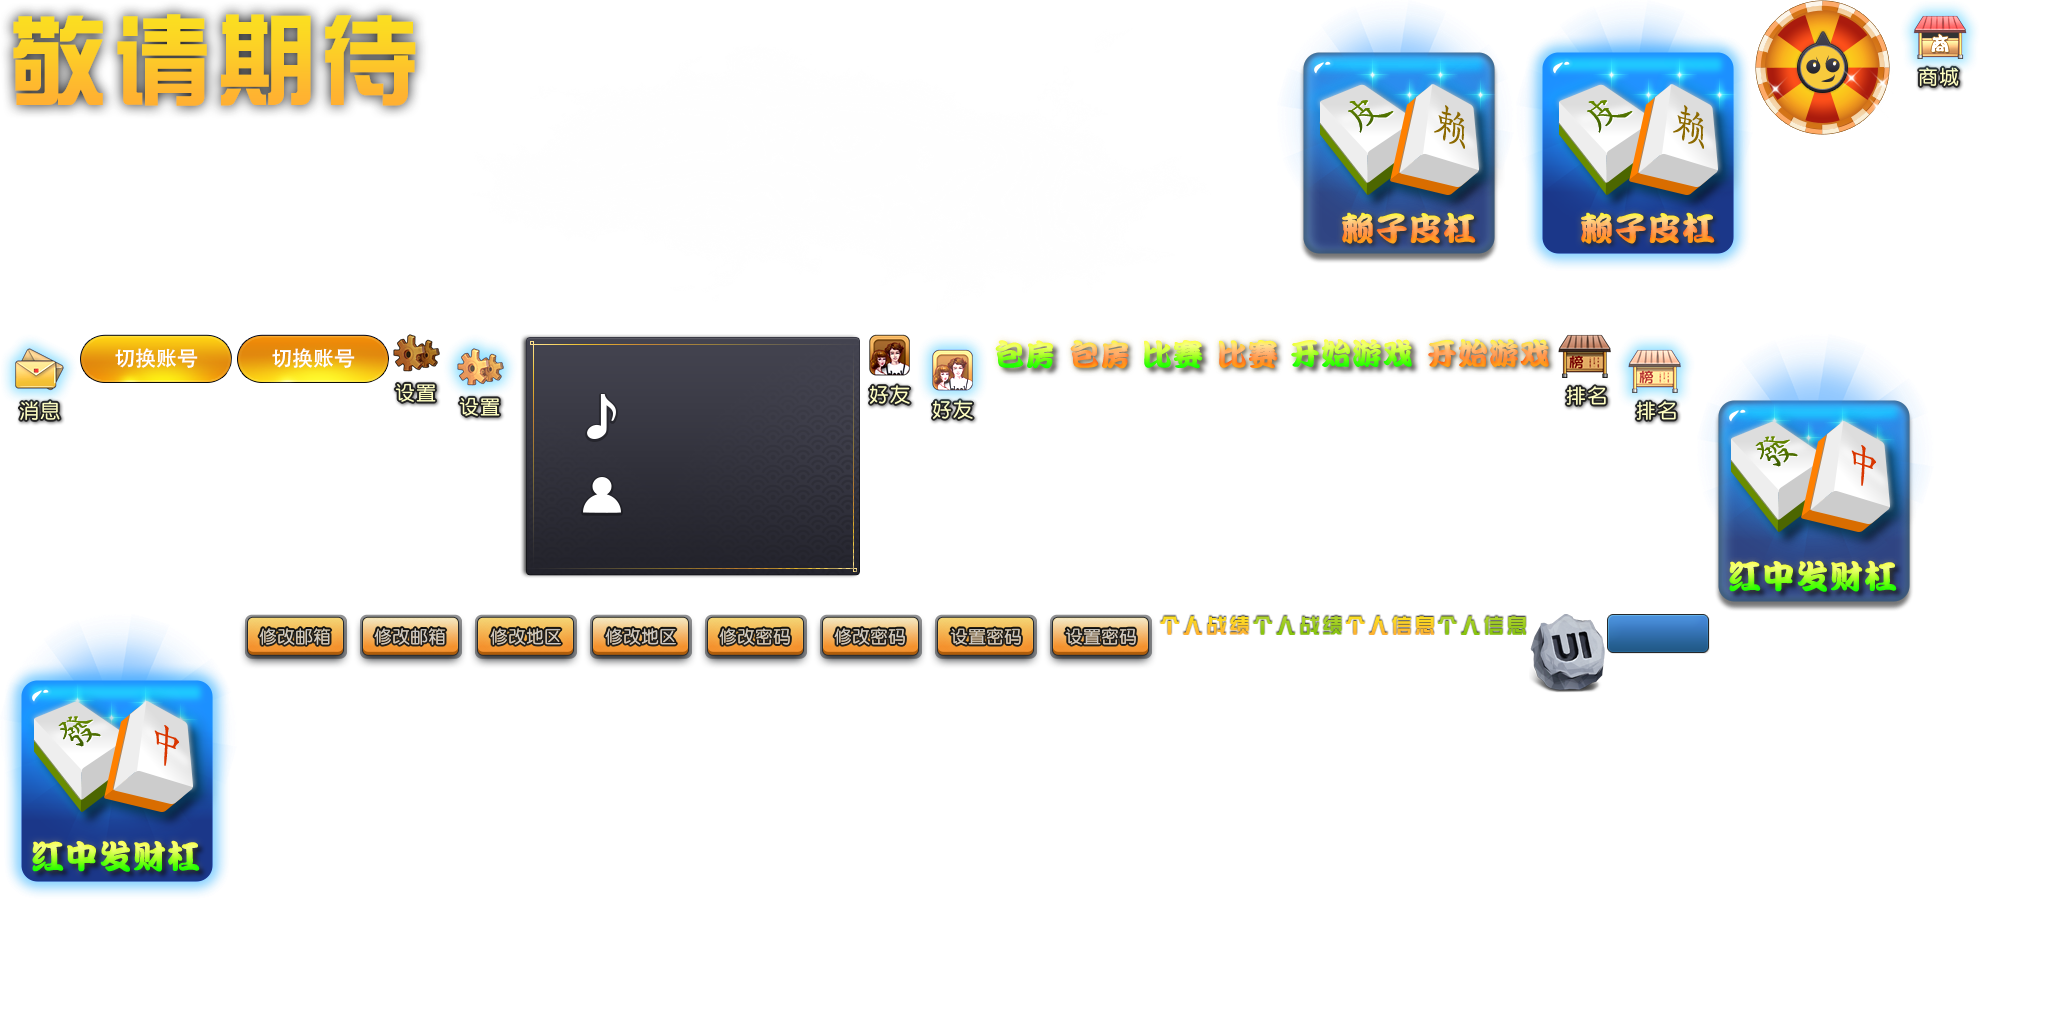 敬请期待
皮 赖
赖子皮杠
皮 赖
赖子皮杠
商
商城
消息
切换账号
切换账号
设置
设置
好友
好友
包房
包房
比赛
比赛
开始游戏
开始游戏
榜
排名
榜
排名
發 中
红中发财杠
修改邮箱
修改邮箱
修改地区
修改地区
修改密码
修改密码
设置密码
设置密码
个人战绩
个人战绩
个人信息
个人信息
UI
發 中
红中发财杠